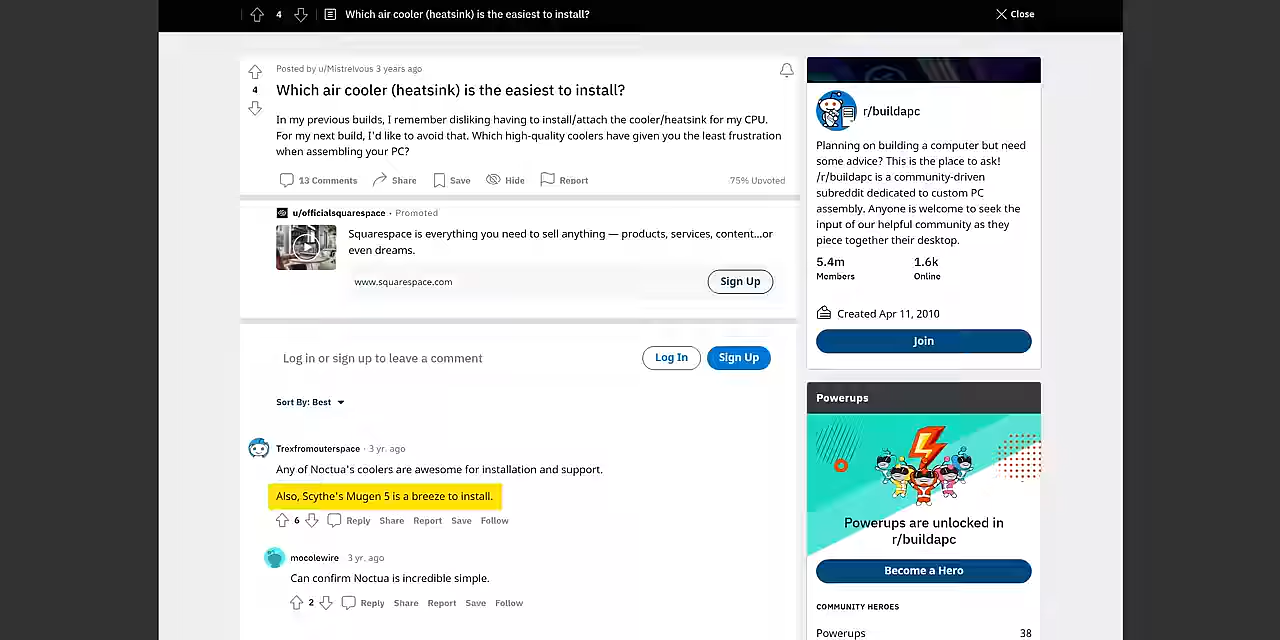 4
Which air cooler (heatsink) is the easiest to install?
Close
Posted by u/Mistreivous 3 years ago
4
Which air cooler (heatsink) is the easiest to install?
In my previous builds, I remember disliking having to install/attach the cooler/heatsink for my CPU.
For my next build, I'd like to avoid that. Which high-quality coolers have given you the least frustration
when assembling your PC?
13 Comments Share Save Hide Report 75% Upvoted
u/officialsquarespace · Promoted
Squarespace is everything you need to sell anything — products, services, content...or
even dreams.
www.squarespace.com
Sign Up
Log in or sign up to leave a comment
Log In
Sign Up
Sort By: Best
Trexfromouterspace · 3 yr. ago
Any of Noctua's coolers are awesome for installation and support.
Also, Scythe's Mugen 5 is a breeze to install.
6 Reply Share Report Save Follow
mocolewire 3 yr. ago
Can confirm Noctua is incredible simple.
2 Reply Share Report Save Follow
r/buildapc
Planning on building a computer but need
some advice? This is the place to ask!
/r/buildapc is a community-driven
subreddit dedicated to custom PC
assembly. Anyone is welcome to seek the
input of our helpful community as they
piece together their desktop.
5.4m 1.6k
Members Online
Created Apr 11, 2010
Join
Powerups
Powerups are unlocked in
r/buildapc
Become a Hero
COMMUNITY HEROES
Powerups 38